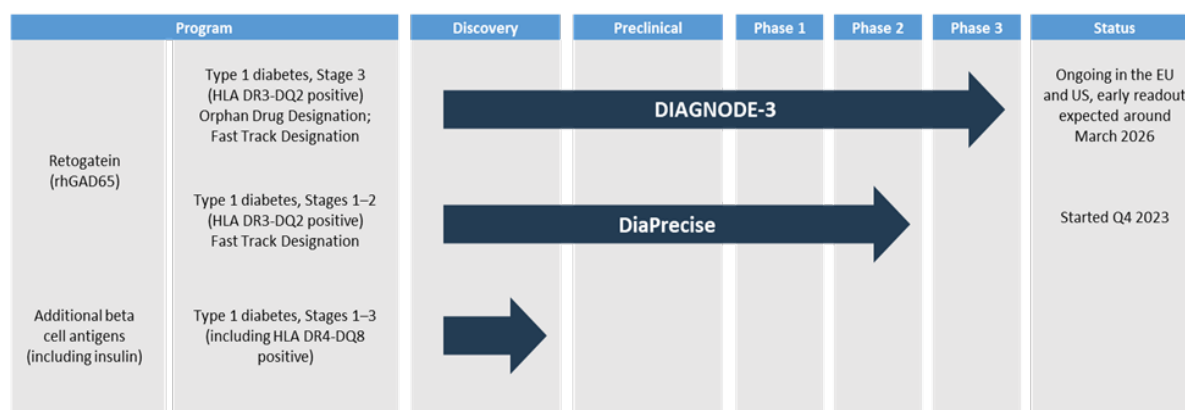 Program
Discovery
Preclinical
Phase 1
Phase 2
Phase 3
Status
Retogatein
(rhGAD65)
Type 1 diabetes, Stage 3
(HLA DR3-DQ2 positive)
Orphan Drug Designation;
Fast Track Designation
DIAGNODE-3
Ongoing in the EU
and US, early readout
expected around
March 2026
Type 1 diabetes, Stages 1–2
(HLA DR3-DQ2 positive)
Fast Track Designation
DiaPrecise
Started Q4 2023
Additional beta
cell antigens
(including insulin)
Type 1 diabetes, Stages 1–3
(including HLA DR4-DQ8
positive)